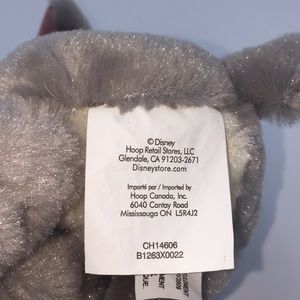 © Disney
Hoop Retail Stores, LLC
Glendale, CA 91203-2671
Disneystore.com
Importé par / Imported by
Hoop Canada, Inc.
6040 Cantay Road
Mississauga ON L5R4J2
CH14606
B1263X0022